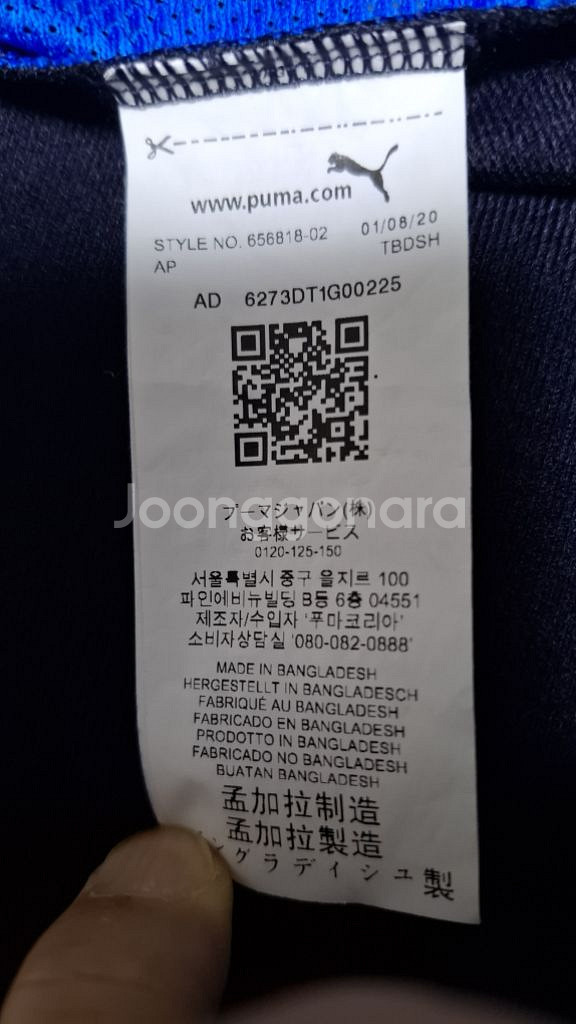 www.puma.com
STYLE NO. 656818-02 01/08/20
AP TBDSH
AD 6273DT1G00225
Joonggonara
プーマジャパン(株)
お客様サービス
0120-125-150
서울특별시 중구 을지로 100
파인에비뉴빌딩 B동 6층 04551
제조자/수입자 '푸마코리아'
소비자상담실 '080-082-0888'
MADE IN BANGLADESH
HERGESTELLT IN BANGLADESCH
FABRIQUÉ AU BANGLADESH
FABRICADO EN BANGLADESH
PRODOTTO IN BANGLADESH
FABRICADO NO BANGLADESH
BUATAN BANGLADESH
孟加拉制造
孟加拉製造
ングラディシュ製